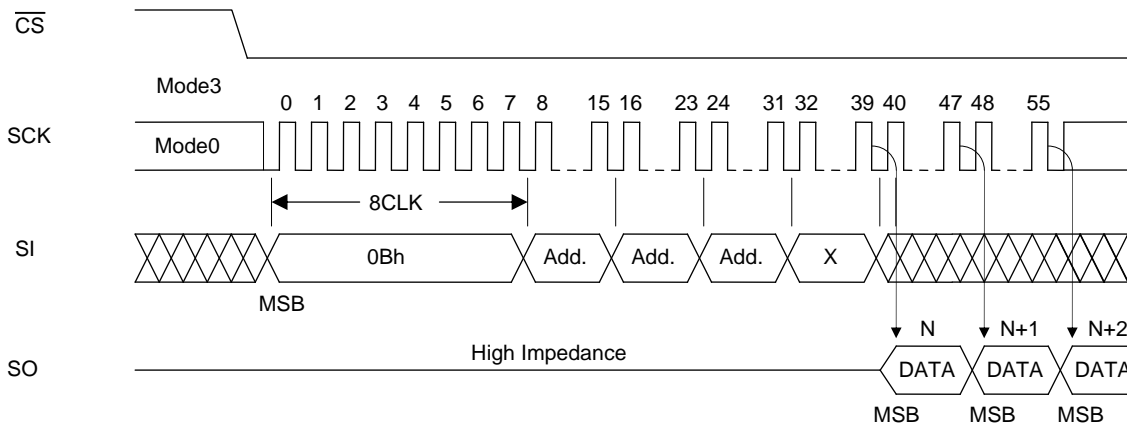 CS
Mode3
0 1 2 3 4 5 6 7 8 15 16 23 24 31 32 39 40 47 48 55
SCK
Mode0
8CLK
SI
0Bh Add. Add. Add. X
MSB
N N+1 N+2
High Impedance
SO
DATA DATA DATA
MSB MSB MSB